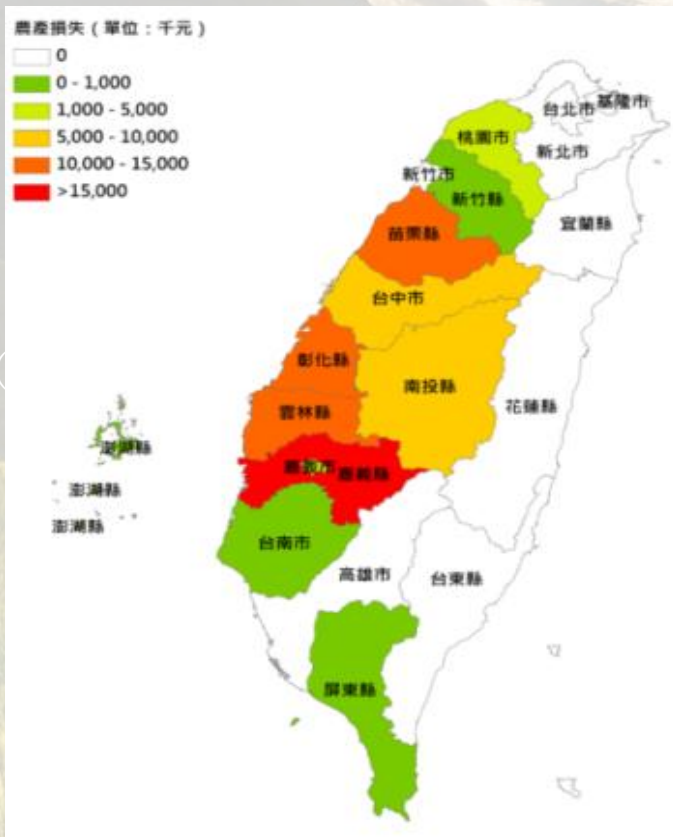 農產損失（單位：千元）
0
0 - 1,000
1,000 - 5,000
5,000 - 10,000
10,000 - 15,000
>15,000
台北市
基隆市
桃園市
新北市
新竹市
新竹縣
宜蘭縣
苗栗縣
台中市
彰化縣
南投縣
花蓮縣
雲林縣
澎湖縣
嘉義市
嘉義縣
澎湖縣
澎湖縣
台南市
高雄市
台東縣
屏東縣